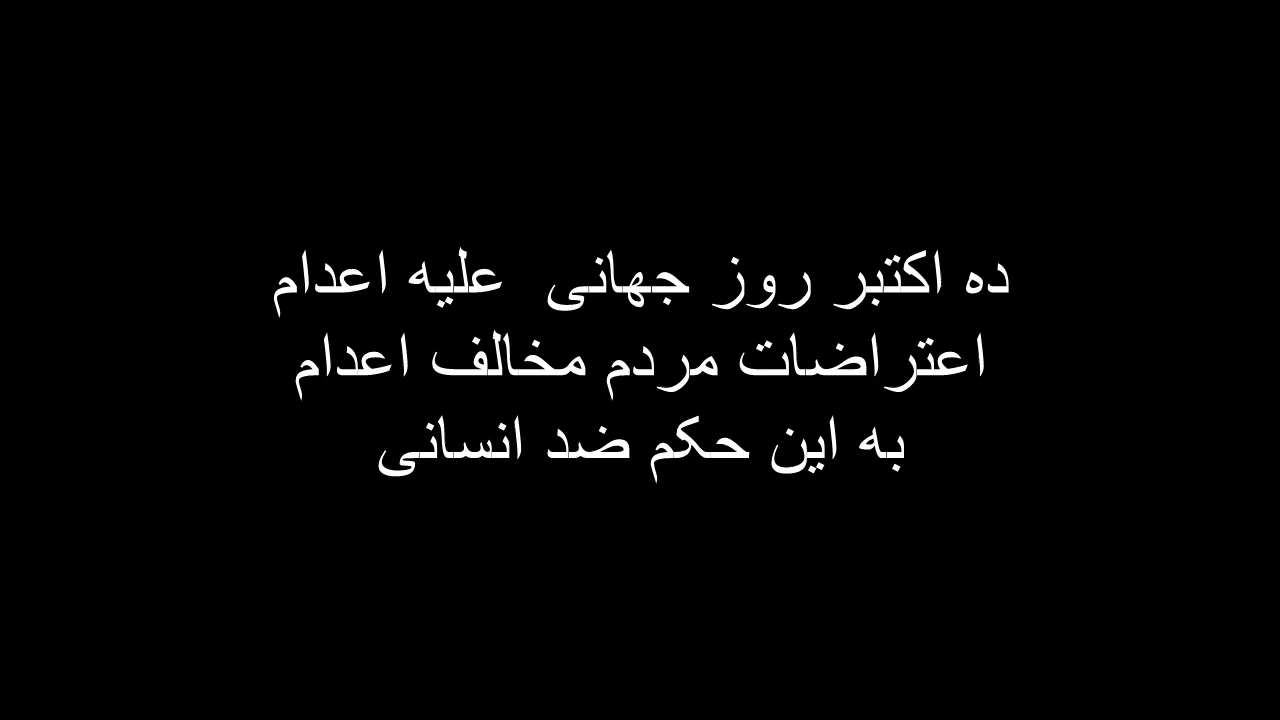 ده اکتبر روز جهانی  علیه اعدام
اعتراضات مردم مخالف اعدام
به این حکم ضد انسانی